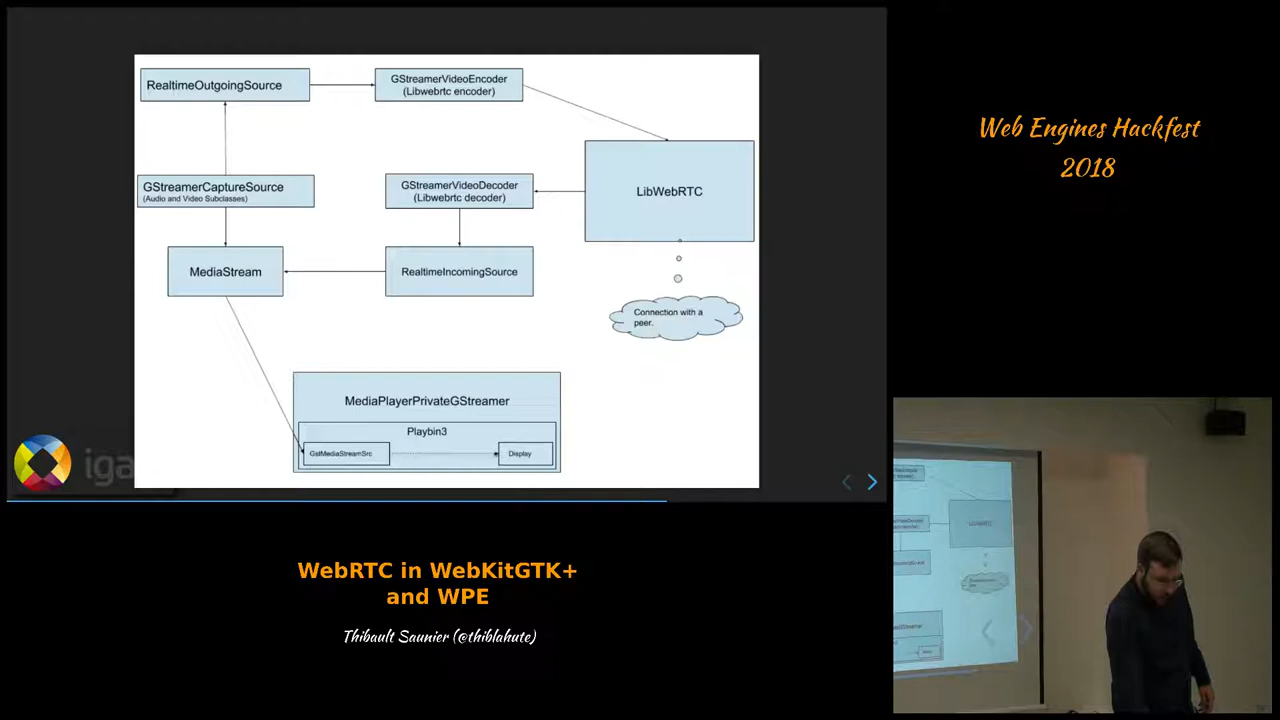 RealtimeOutgoingSource
GStreamerVideoEncoder
(Libwebrtc encoder)
GStreamerCaptureSource
(Audio and Video Subclasses)
GStreamerVideoDecoder
(Libwebrtc decoder)
LibWebRTC
MediaStream
RealtimeIncomingSource
Connection with a
peer.
MediaPlayerPrivateGStreamer
Playbin3
GstMediaStreamSrc
Display
iga
Web Engines Hackfest
2018
WebRTC in WebKitGTK+
and WPE
Thibault Saunier (@thiblahute)